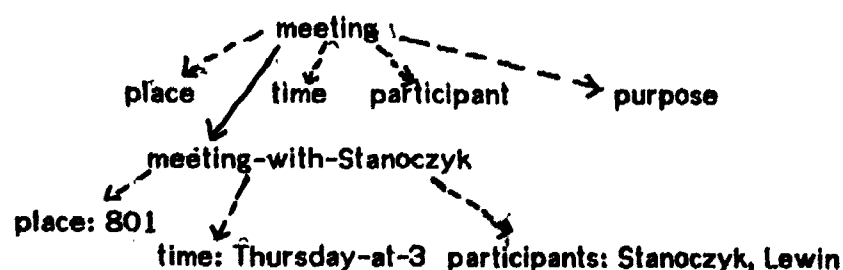 meeting
place time participant purpose
meeting-with-Stanoczyk
place: 801
time: Thursday-at-3 participants: Stanoczyk, Lewin